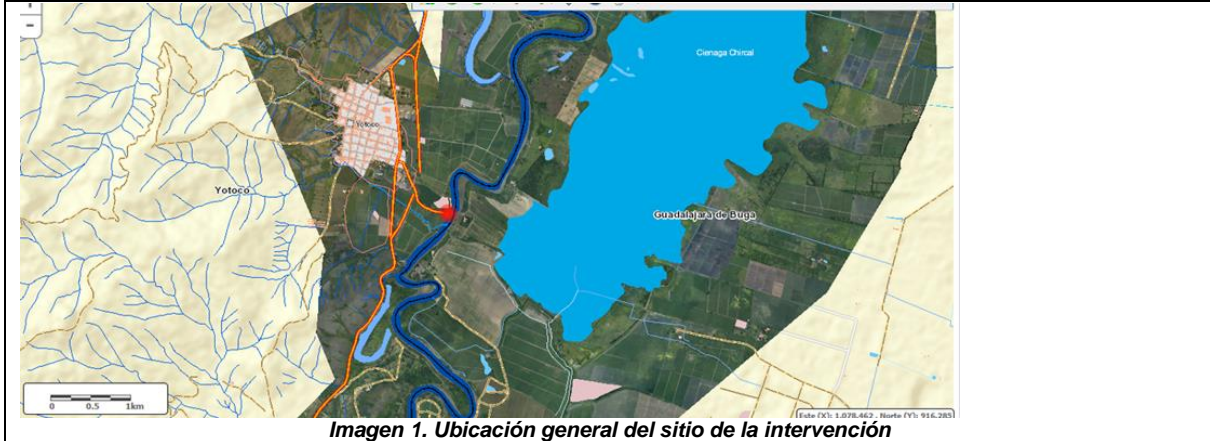 -
Cienaga Chircal
Yotoco
Yotocó
Guadalajara de Buga
0 0.5 1km
Este (X): 1,078,462 , Norte (Y): 916,285
Imagen 1. Ubicación general del sitio de la intervención